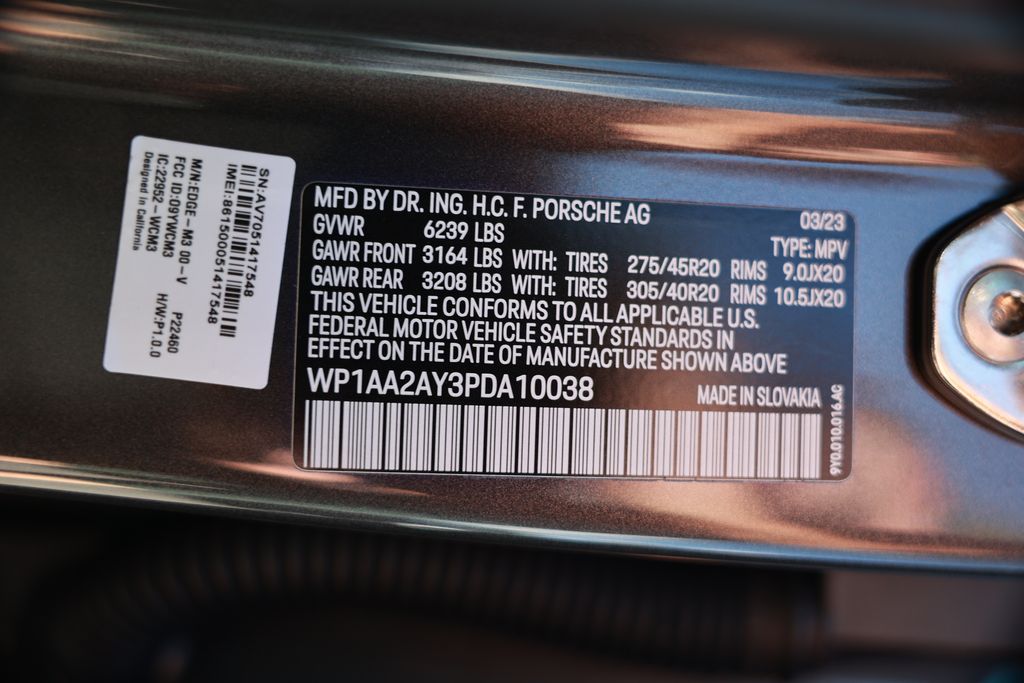 SN:AV7051417548
IMEI:861500051417548
M/N:EDGE-M3 00-V P22460
FCC ID:O9YWCM3 H/W:P1.0.0
IC:22952-WCM3
Designed in California
MFD BY DR. ING. H.C. F. PORSCHE AG 03/23
GVWR 6239 LBS TYPE: MPV
GAWR FRONT 3164 LBS WITH: TIRES 275/45R20 RIMS 9.0JX20
GAWR REAR 3208 LBS WITH: TIRES 305/40R20 RIMS 10.5JX20
THIS VEHICLE CONFORMS TO ALL APPLICABLE U.S.
FEDERAL MOTOR VEHICLE SAFETY STANDARDS IN
EFFECT ON THE DATE OF MANUFACTURE SHOWN ABOVE
WP1AA2AY3PDA10038 MADE IN SLOVAKIA
9Y0.010.016.AC